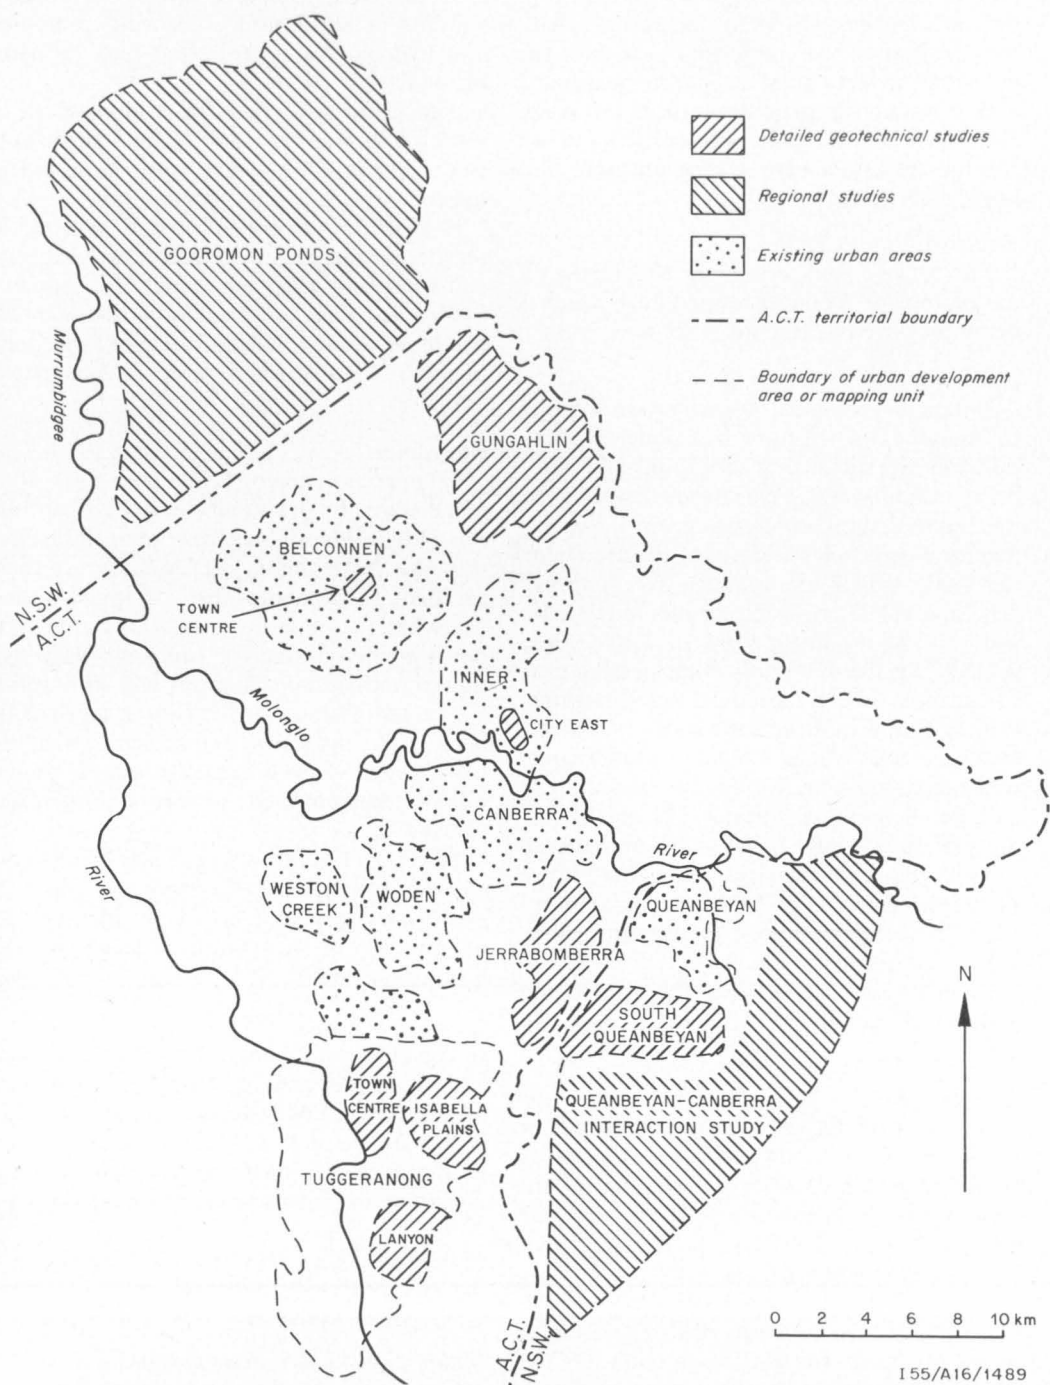 Detailed geotechnical studies
Regional studies
GOOROMON PONDS
Existing urban areas
A.C.T. territorial boundary
Murrumbidgee
Boundary of urban development
area or mapping unit
GUNGAHLIN
BELCONNEN
N.S.W.
A.C.T.
TOWN
CENTRE
INNER
Molonglo
CITY EAST
CANBERRA
River
River
WESTON
CREEK
WODEN
QUEANBEYAN
JERRABOMBERRA
N
SOUTH
QUEANBEYAN
TOWN
CENTRE
ISABELLA
PLAINS
QUEANBEYAN-CANBERRA
INTERACTION STUDY
TUGGERANONG
LANYON
0 2 4 6 8 10 km
A.C.T.
N.S.W.
I 55/A16/1489